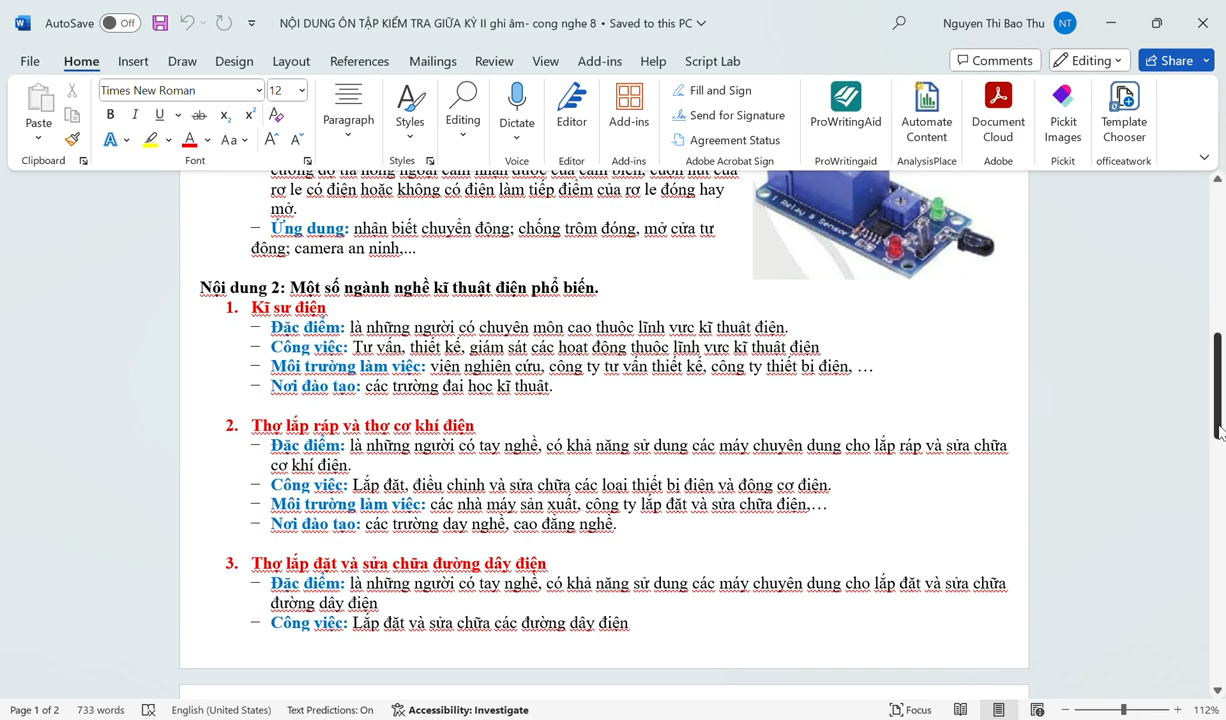 AutoSave Off NỘI DUNG ÔN TẬP KIỂM TRA GIỮA KỲ II ghi âm- cong nghe 8 • Saved to this PC Nguyen Thi Bao Thu NT
File Home Insert Draw Design Layout References Mailings Review View Add-ins Help Script Lab Comments Editing Share
Times New Roman 12
Paste Paragraph Styles Editing Dictate Editor Add-ins
Fill and Sign
Send for Signature
Agreement Status
ProWritingAid Automate Content Document Cloud Pickit Images Template Chooser
Clipboard Font Styles Voice Editor Add-ins Adobe Acrobat Sign ProWritingaid AnalysisPlace Adobe Pickit officeatwork
rơ le có điện hoặc không có điện làm tiếp điểm của rơ le đóng hay
mở.
− Ứng dụng: nhận biết chuyển động; chống trộm đóng, mở cửa tự
động; camera an ninh,...
1 Relay & Sensor
Nội dung 2: Một số ngành nghề kĩ thuật điện phổ biến.
1. Kĩ sư điện
− Đặc điểm: là những người có chuyên môn cao thuộc lĩnh vực kĩ thuật điện.
− Công việc: Tư vấn, thiết kế, giám sát các hoạt động thuộc lĩnh vực kĩ thuật điện
− Môi trường làm việc: viện nghiên cứu, công ty tư vấn thiết kế, công ty thiết bị điện, …
− Nơi đào tạo: các trường đại học kĩ thuật.
2. Thợ lắp ráp và thợ cơ khí điện
− Đặc điểm: là những người có tay nghề, có khả năng sử dụng các máy chuyên dụng cho lắp ráp và sửa chữa
cơ khí điện.
− Công việc: Lắp đặt, điều chỉnh và sửa chữa các loại thiết bị điện và động cơ điện.
− Môi trường làm việc: các nhà máy sản xuất, công ty lắp đặt và sửa chữa điện,…
− Nơi đào tạo: các trường dạy nghề, cao đẳng nghề.
3. Thợ lắp đặt và sửa chữa đường dây điện
− Đặc điểm: là những người có tay nghề, có khả năng sử dụng các máy chuyên dụng cho lắp đặt và sửa chữa
đường dây điện
− Công việc: Lắp đặt và sửa chữa các đường dây điện
Page 1 of 2 733 words English (United States) Text Predictions: On Accessibility: Investigate Focus 112%